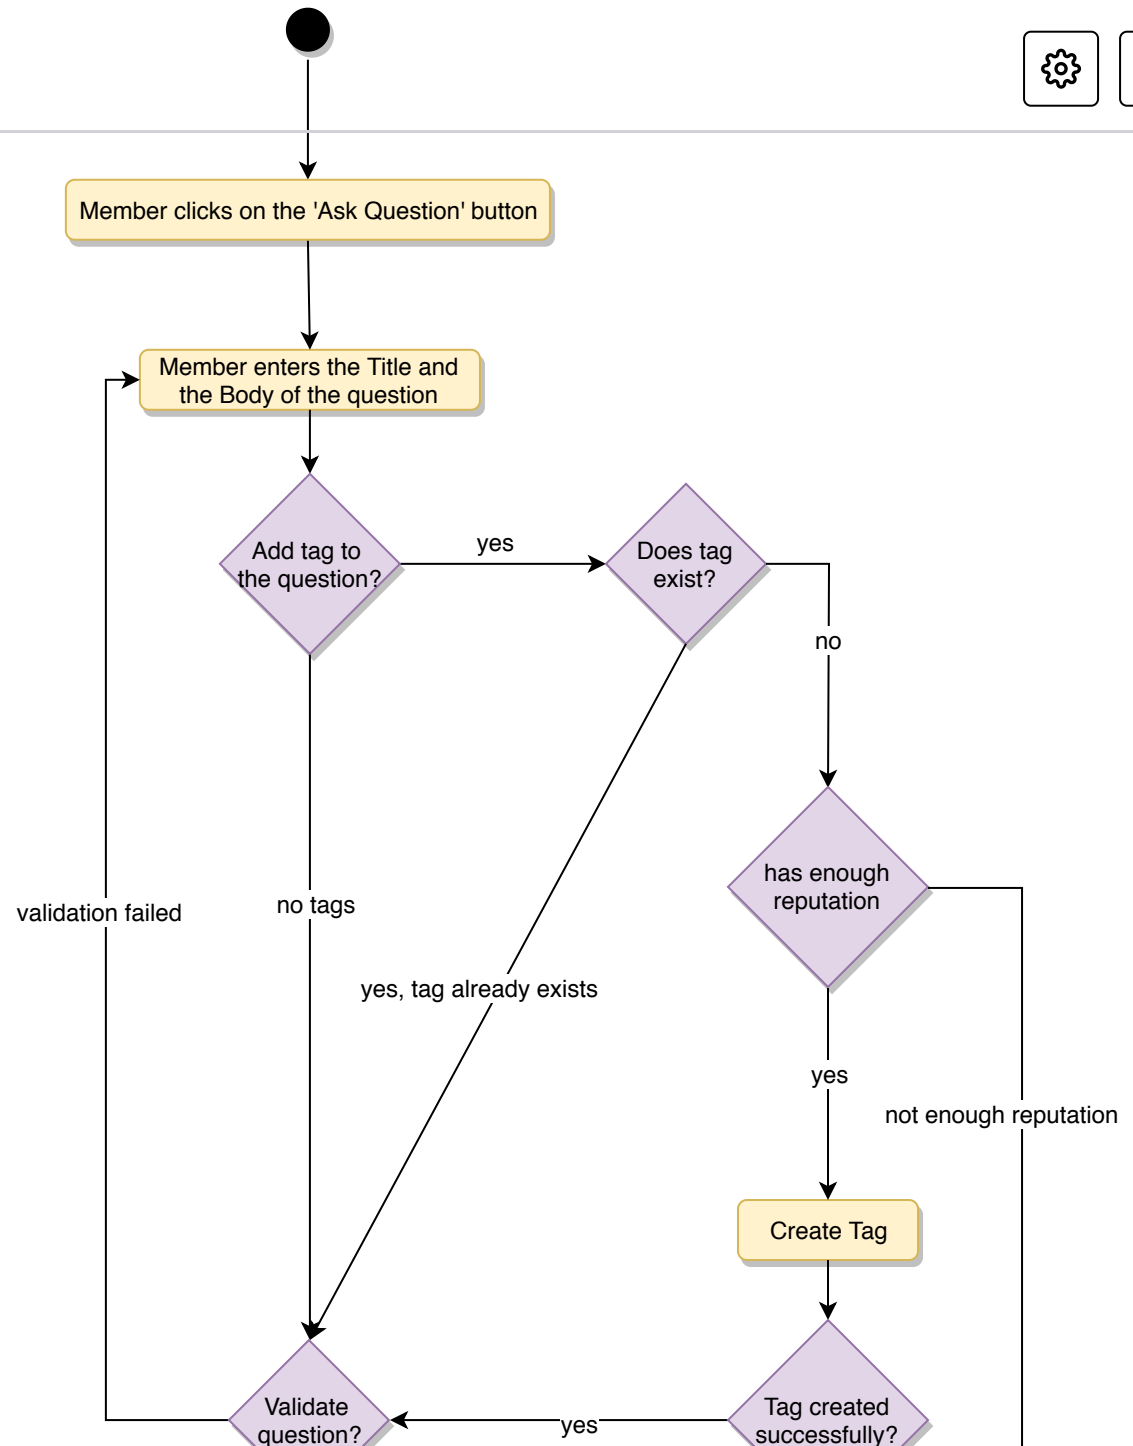 Member clicks on the 'Ask Question' button
Member enters the Title and
the Body of the question
Add tag to
the question?
yes
Does tag
exist?
no
has enough
reputation
validation failed
no tags
yes, tag already exists
yes
not enough reputation
Create Tag
Validate
question?
yes
Tag created
successfully?